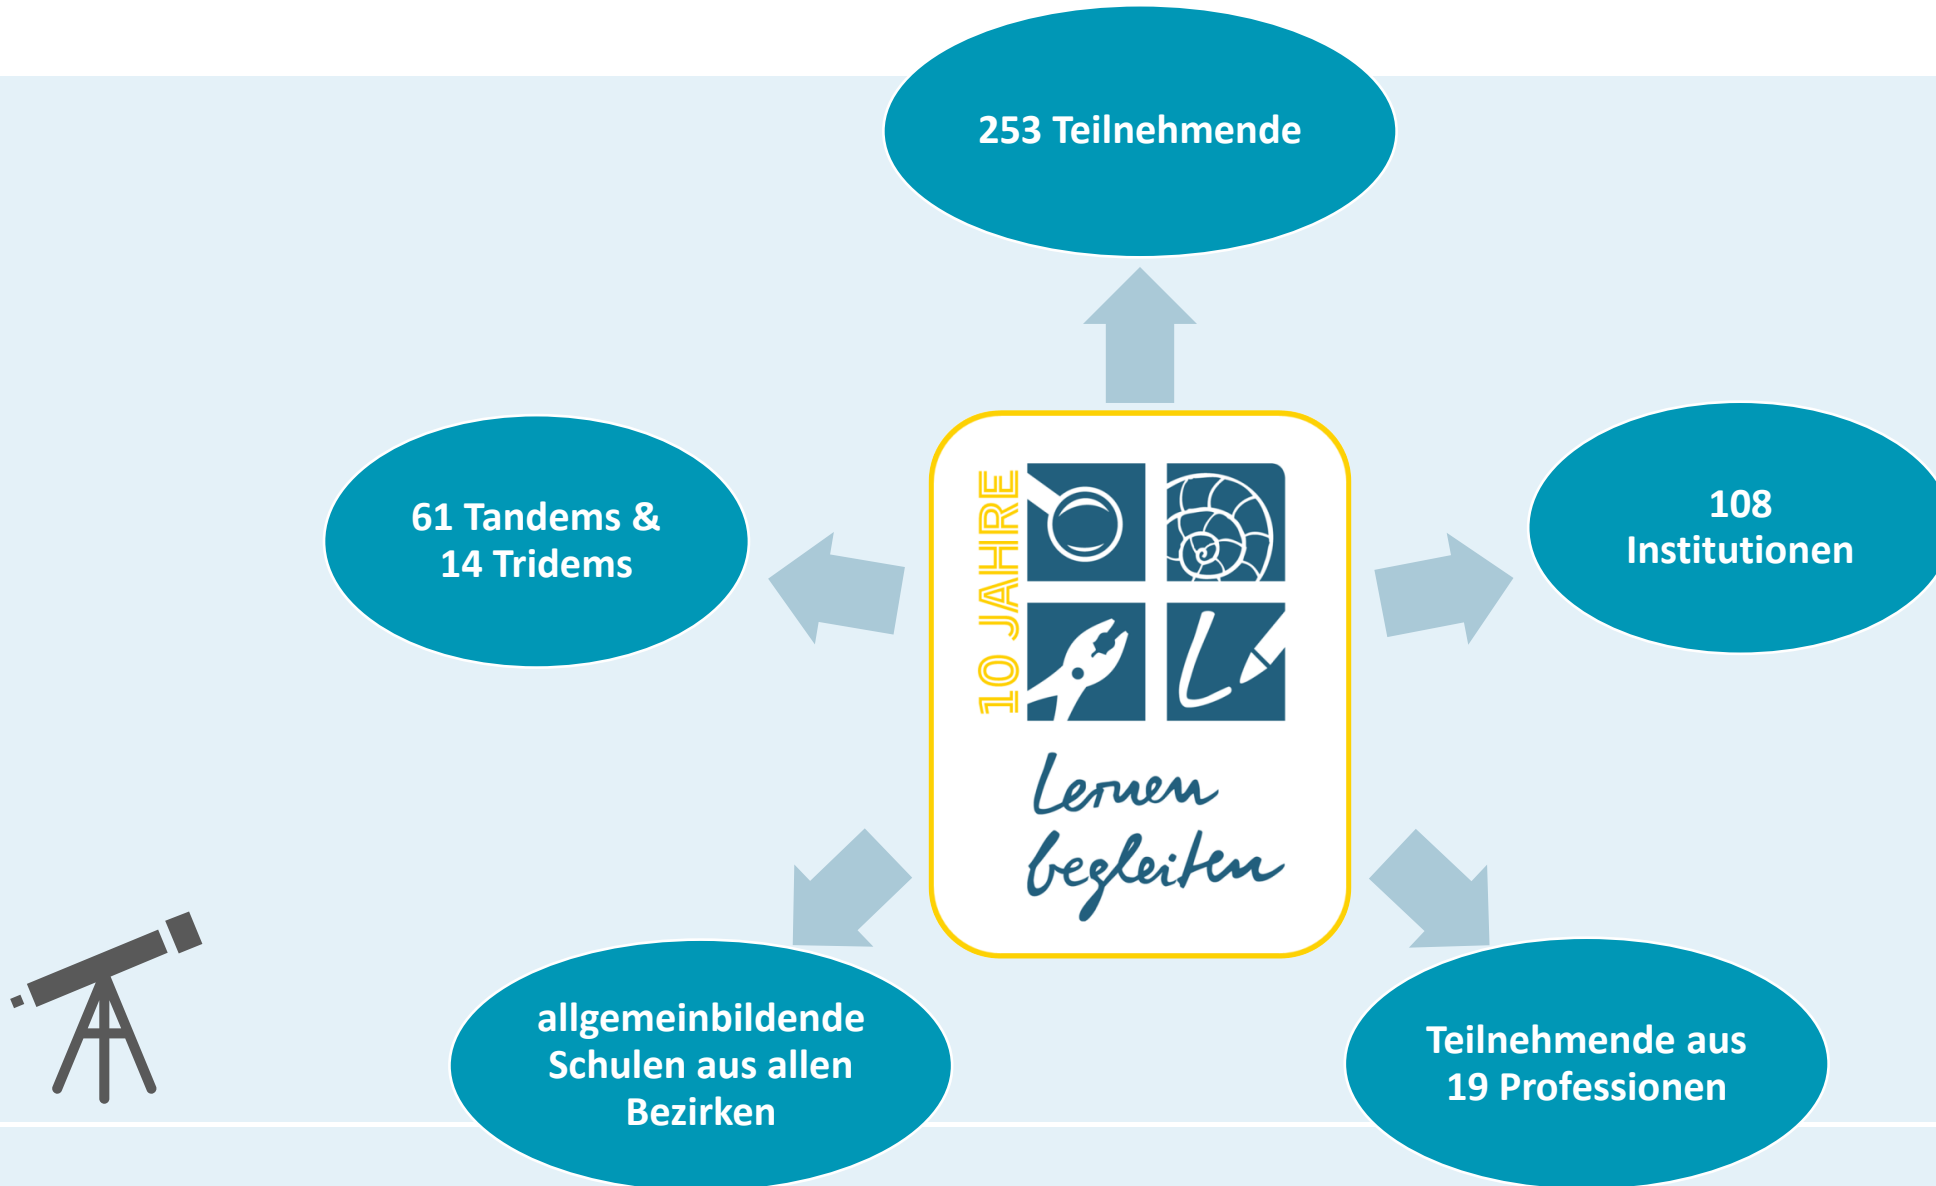 253 Teilnehmende
61 Tandems &
14 Tridems
108
Institutionen
10 JAHRE
L
Lernen
begleiten
allgemeinbildende
Schulen aus allen
Bezirken
Teilnehmende aus
19 Professionen